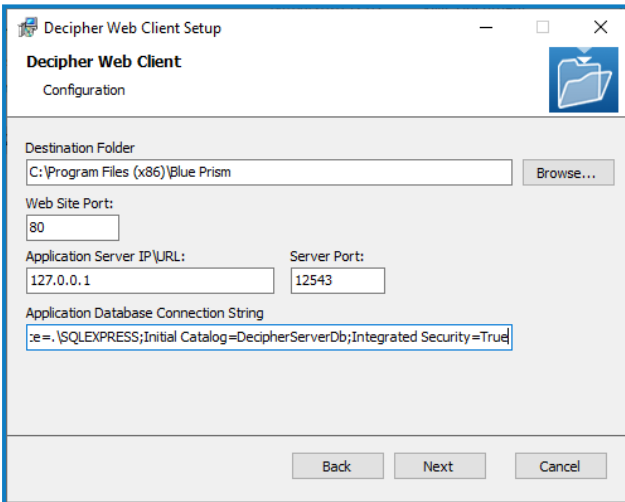 Decipher Web Client Setup
Decipher Web Client
Configuration
Destination Folder
C:\Program Files (x86)\Blue Prism
Browse...
Web Site Port:
80
Application Server IP\URL: Server Port:
127.0.0.1 12543
Application Database Connection String
:e=.\SQLEXPRESS;Initial Catalog=DecipherServerDb;Integrated Security=True
Back Next Cancel